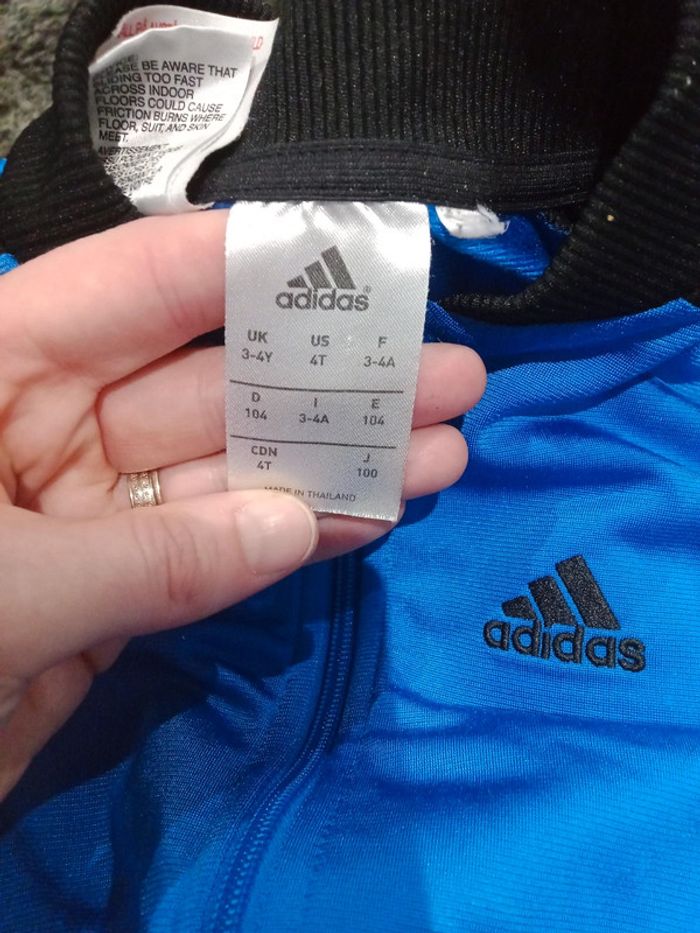 BE AWARE THAT
SLIDING TOO FAST
ACROSS INDOOR
FLOORS COULD CAUSE
FRICTION BURNS WHERE
FLOOR, SUIT, AND SKIN
MEET.
AVERTISSEMENT
adidas®
UK US F
3-4Y 4T 3-4A
D I E
104 3-4A 104
CDN J
4T 100
MADE IN THAILAND
adidas